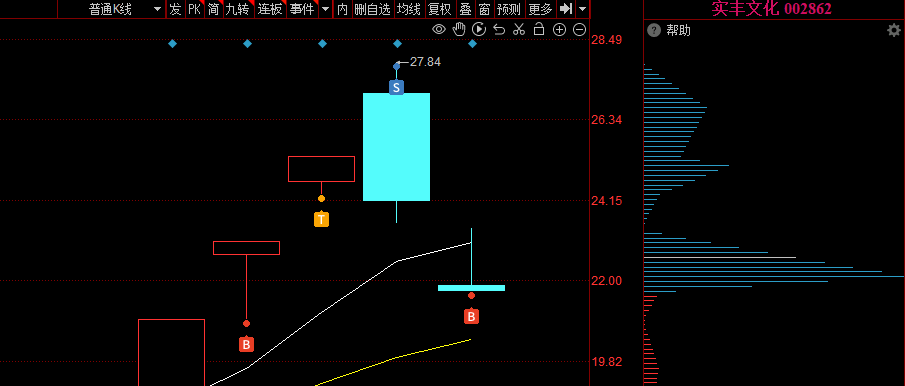 普通K线 发 PK 简 九转 连板 事件 内 删自选 均线 复权 叠 窗 预测 更多
实丰文化 002862
? 帮助
28.49
27.84
S
26.34
24.15
T
22.00
B
B
19.82